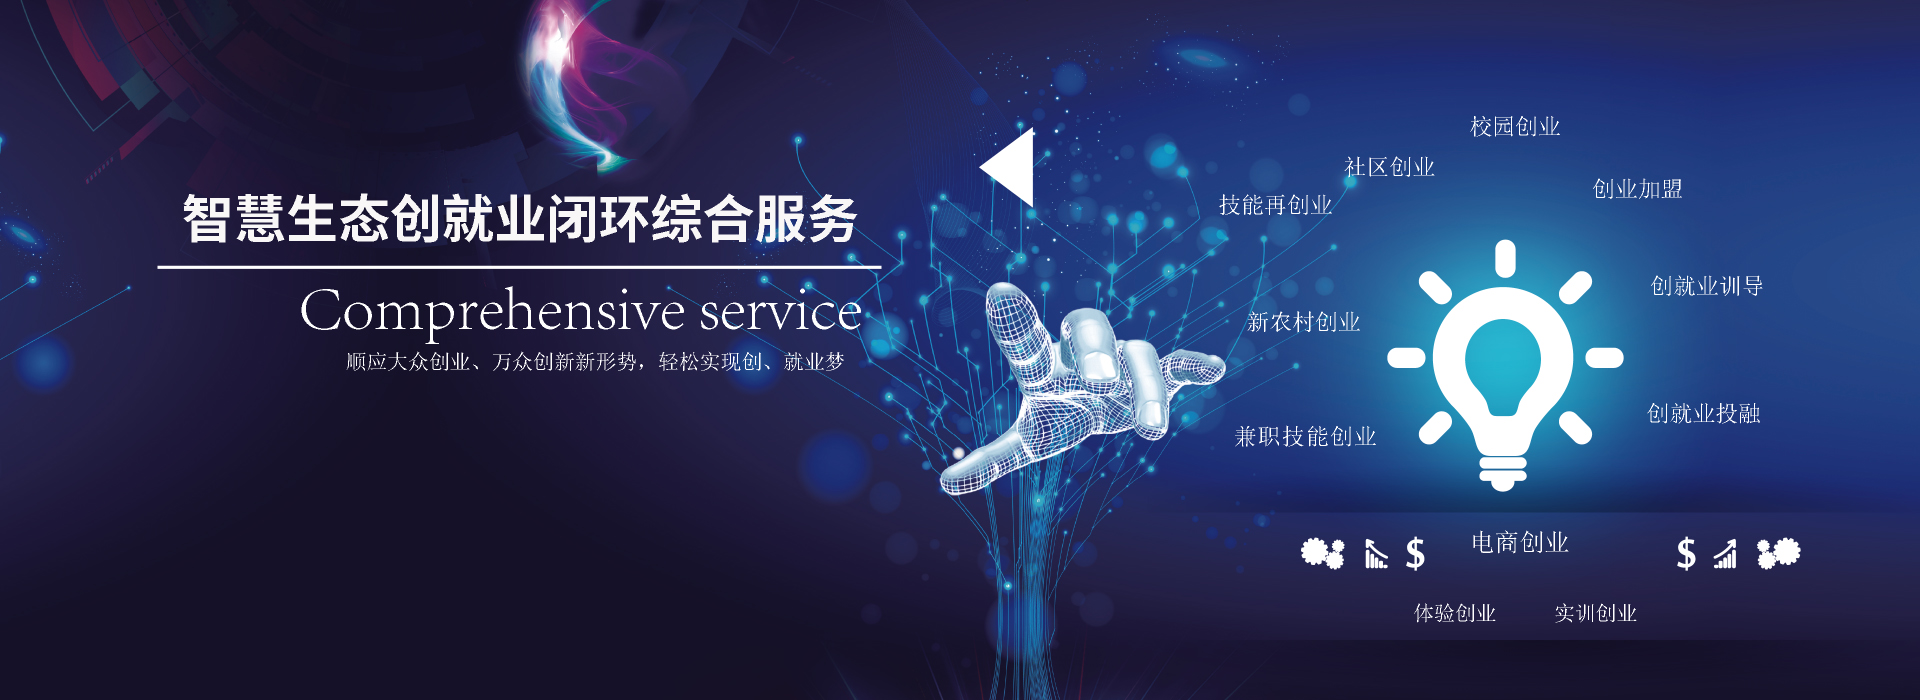 智慧生态创就业闭环综合服务
Comprehensive service
顺应大众创业、万众创新新形势，轻松实现创、就业梦
校园创业
社区创业
创业加盟
技能再创业
创就业训导
新农村创业
创就业投融
兼职技能创业
$ 电商创业 $
体验创业 实训创业